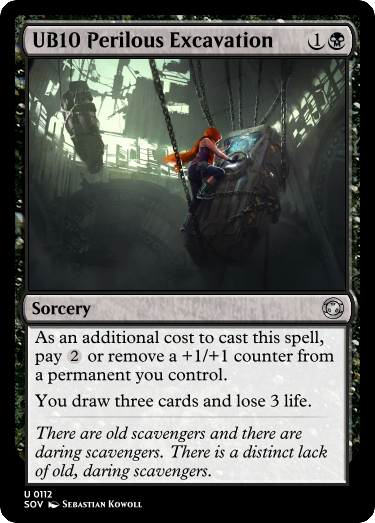 UB10 Perilous Excavation 1
Sorcery
As an additional cost to cast this spell,
pay 2 or remove a +1/+1 counter from
a permanent you control.
You draw three cards and lose 3 life.
There are old scavengers and there are
daring scavengers. There is a distinct lack
of old, daring scavengers.
U 0112
SOV SEBASTIAN KOWOLL